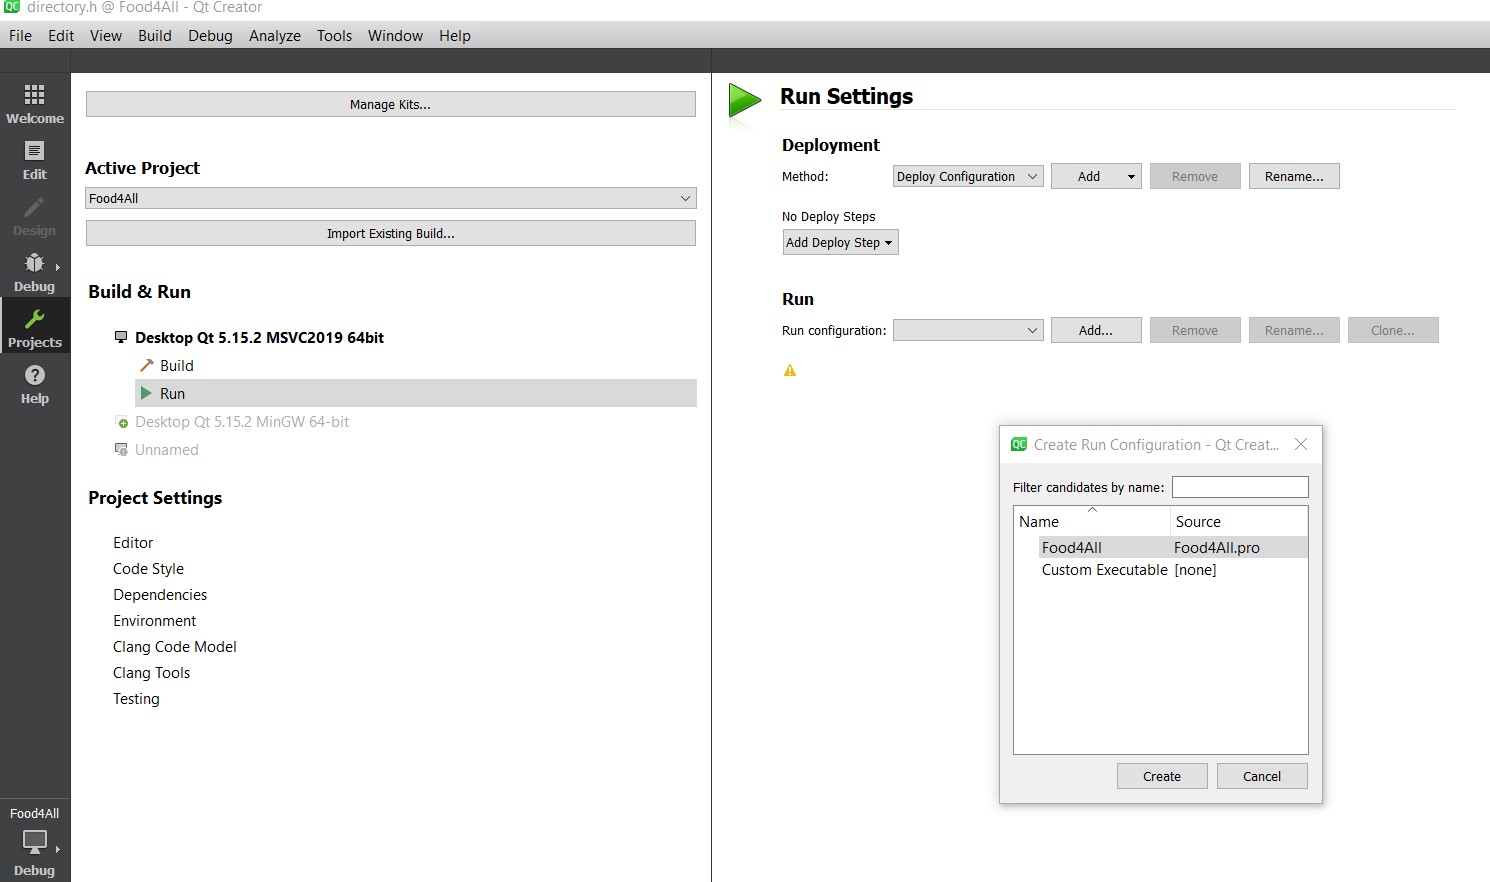 directory.h @ Food4All - Qt Creator
File Edit View Build Debug Analyze Tools Window Help
Welcome
Edit
Design
Debug
Projects
Help
Food4All
Debug
Manage Kits...
Active Project
Food4All
Import Existing Build...
Build & Run
Desktop Qt 5.15.2 MSVC2019 64bit
Build
Run
Desktop Qt 5.15.2 MinGW 64-bit
Unnamed
Project Settings
Editor
Code Style
Dependencies
Environment
Clang Code Model
Clang Tools
Testing
Run Settings
Deployment
Method: Deploy Configuration Add Remove Rename...
No Deploy Steps
Add Deploy Step
Run
Run configuration: Add... Remove Rename... Clone...
QC Create Run Configuration - Qt Creat...
Filter candidates by name:
Name Source
Food4All Food4All.pro
Custom Executable [none]
Create Cancel